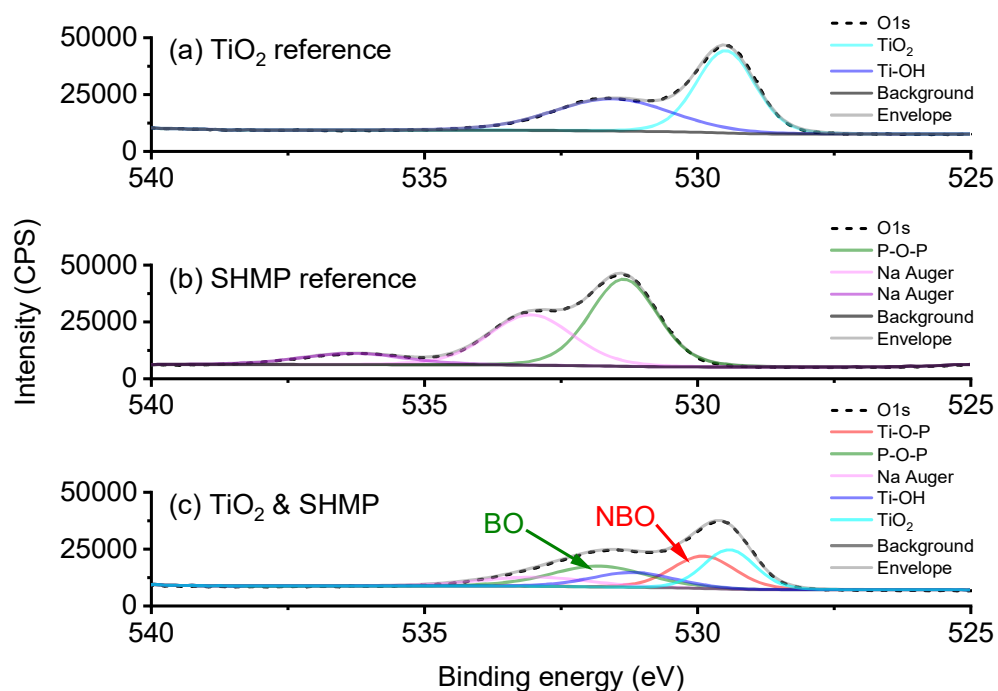 50000
25000
0
(a) TiO₂ reference
O1s
TiO₂
Ti-OH
Background
Envelope
540
535
530
525
50000
25000
0
(b) SHMP reference
O1s
P-O-P
Na Auger
Na Auger
Background
Envelope
540
535
530
525
50000
25000
0
(c) TiO₂ & SHMP
BO
NBO
O1s
Ti-O-P
P-O-P
Na Auger
Ti-OH
TiO₂
Background
Envelope
540
535
530
525
Intensity (CPS)
Binding energy (eV)